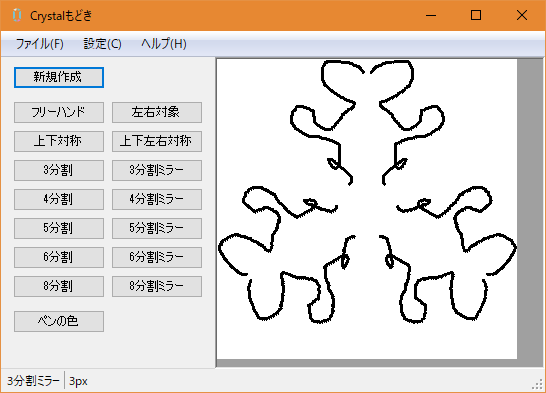 Crystalもどき
ファイル(F) 設定(C) ヘルプ(H)
新規作成
フリーハンド 左右対象
上下対称 上下左右対称
3分割 3分割ミラー
4分割 4分割ミラー
5分割 5分割ミラー
6分割 6分割ミラー
8分割 8分割ミラー
ペンの色
3分割ミラー 3px